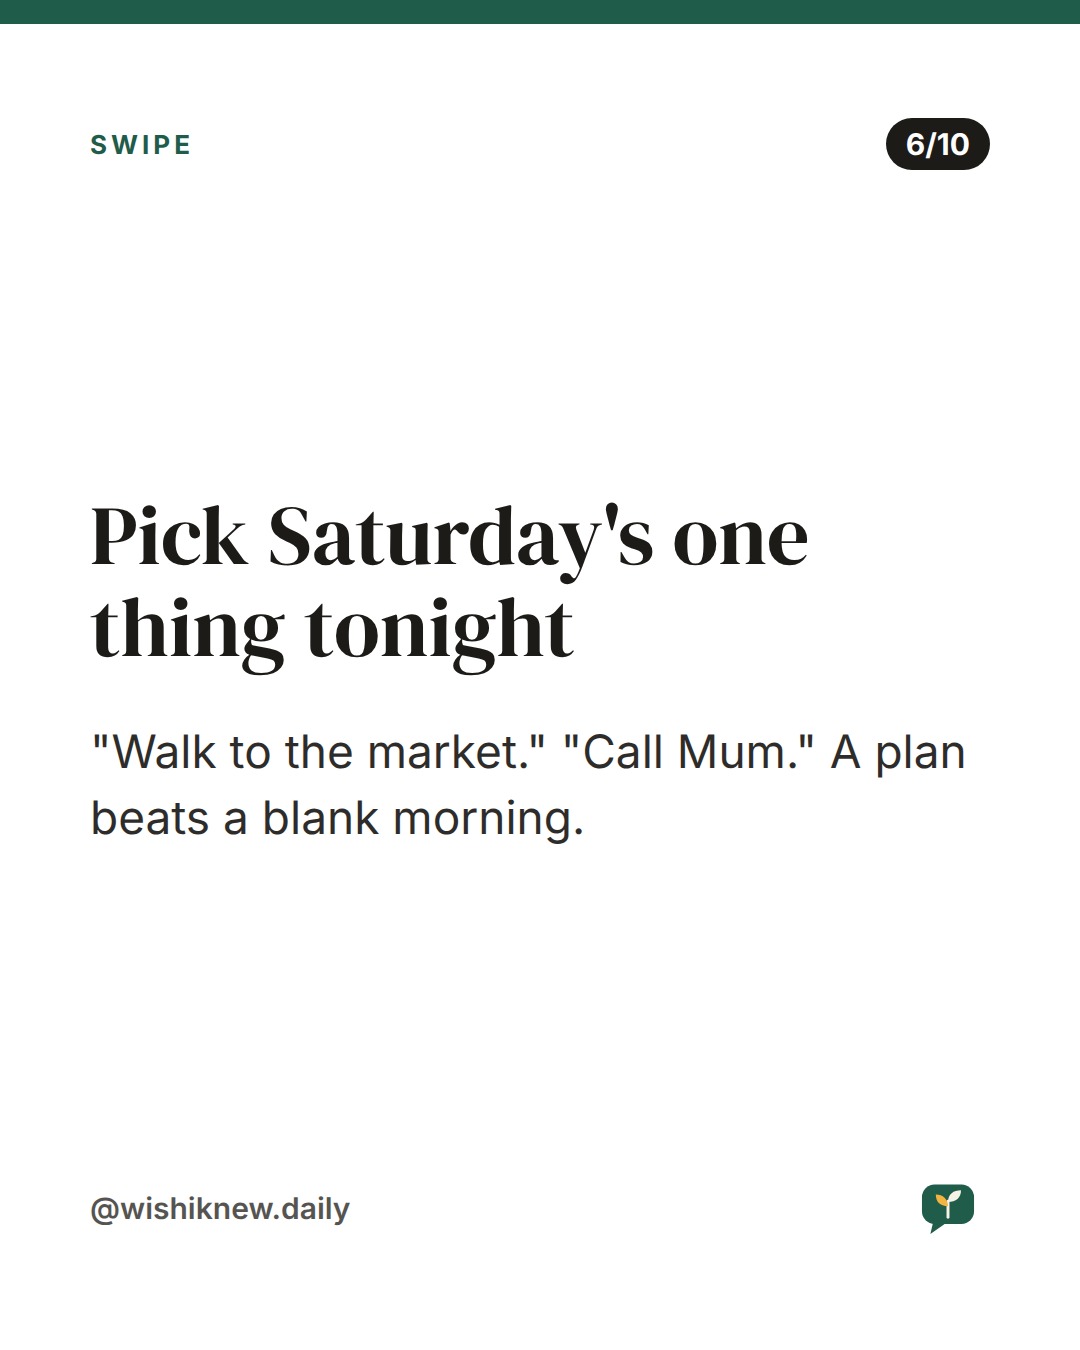 SWIPE
6/10
Pick Saturday's one
thing tonight
"Walk to the market." "Call Mum." A plan
beats a blank morning.
@wishiknew.daily